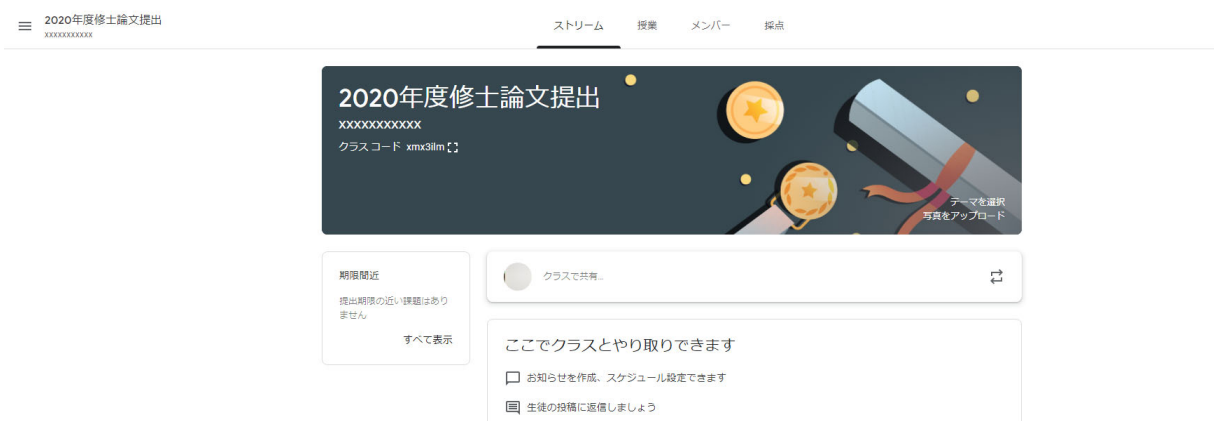 2020年度修士論文提出
xxxxxxxxxxx
ストリーム 授業 メンバー 採点
2020年度修士論文提出
xxxxxxxxxxx
クラス コード xmx3ilm
テーマを選択
写真をアップロード
期限間近
提出期限の近い課題はあり
ません
すべて表示
クラスで共有...
ここでクラスとやり取りできます
お知らせを作成、スケジュール設定できます
生徒の投稿に返信しましょう